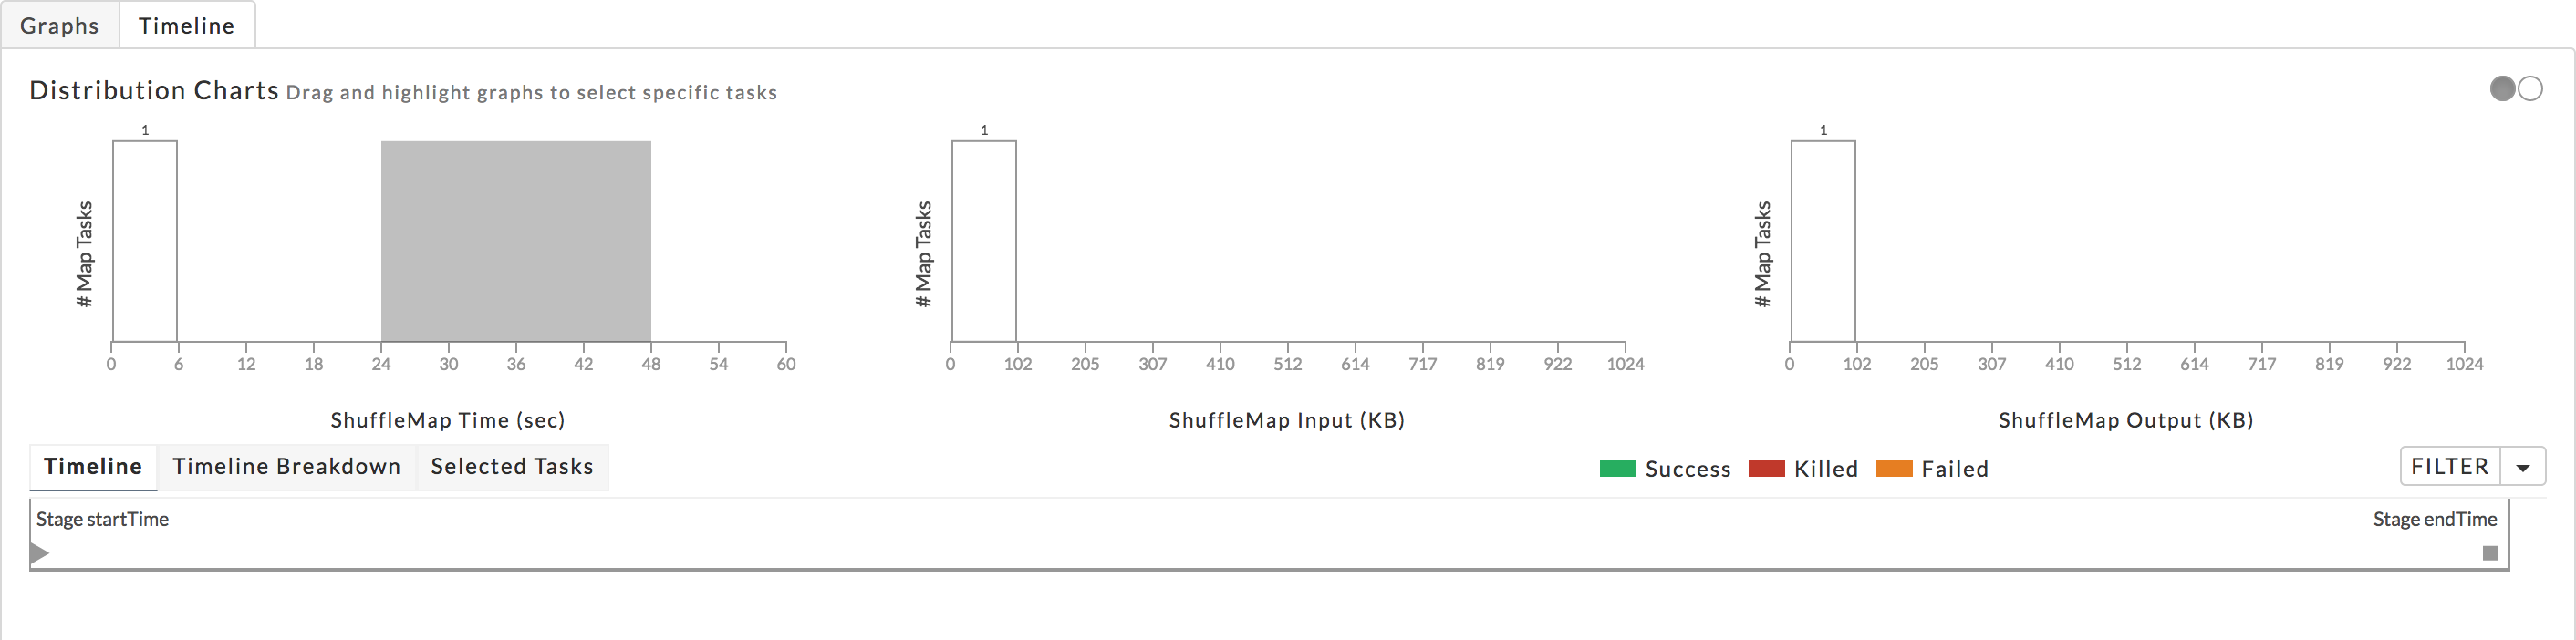 Graphs Timeline
Distribution Charts Drag and highlight graphs to select specific tasks
1
# Map Tasks
0 6 12 18 24 30 36 42 48 54 60
ShuffleMap Time (sec)
1
# Map Tasks
0 102 205 307 410 512 614 717 819 922 1024
ShuffleMap Input (KB)
1
# Map Tasks
0 102 205 307 410 512 614 717 819 922 1024
ShuffleMap Output (KB)
Timeline Timeline Breakdown Selected Tasks
Success Killed Failed
FILTER
Stage startTime
Stage endTime